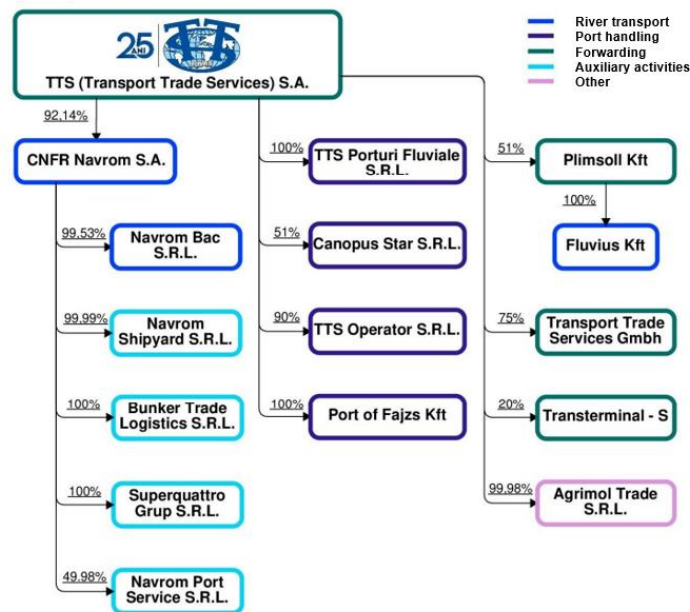 25
ANI
TTS
TTS (Transport Trade Services) S.A.
River transport
Port handling
Forwarding
Auxiliary activities
Other
92,14%
CNFR Navrom S.A.
99,53%
Navrom Bac
S.R.L.
99,99%
Navrom
Shipyard S.R.L.
100%
Bunker Trade
Logistics S.R.L.
100%
Superquattro
Grup S.R.L.
49,98%
Navrom Port
Service S.R.L.
100%
TTS Porturi Fluviale
S.R.L.
51%
Canopus Star S.R.L.
90%
TTS Operator S.R.L.
100%
Port of Fajzs Kft
51%
Plimsoll Kft
100%
Fluvius Kft
75%
Transport Trade
Services Gmbh
20%
Transterminal - S
99,98%
Agrimol Trade
S.R.L.